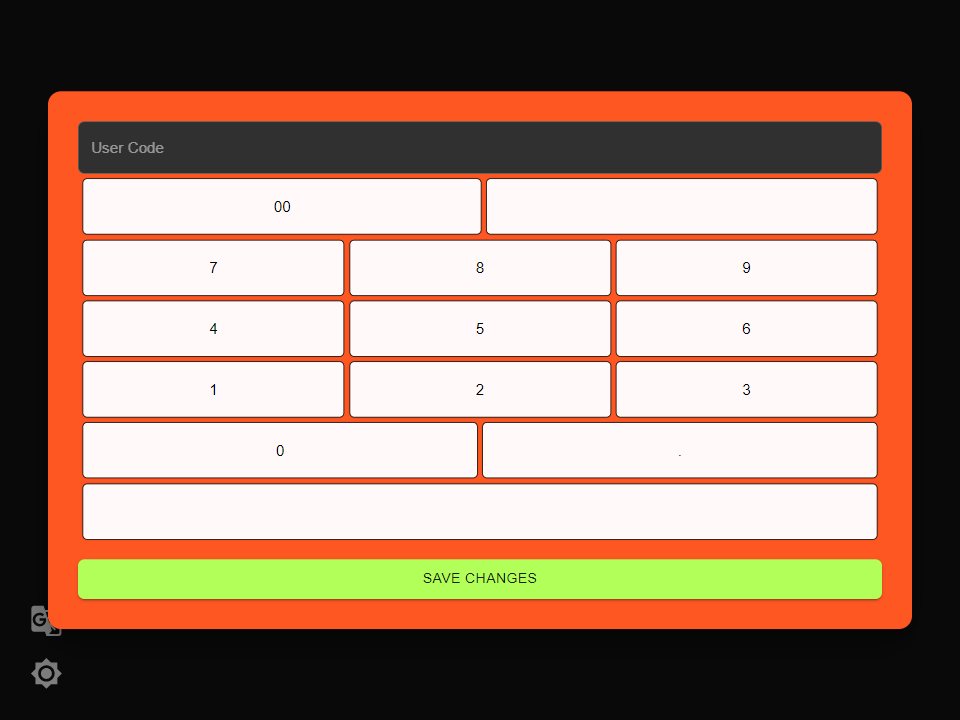 User Code
00
7 8 9
4 5 6
1 2 3
0 .
SAVE CHANGES
G